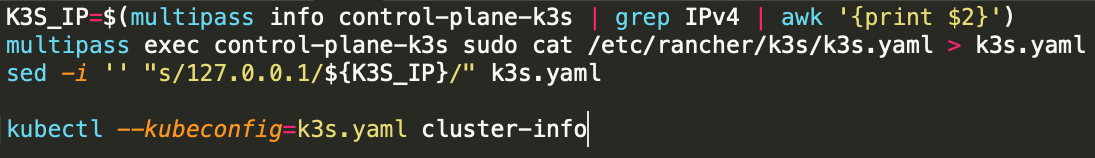 K3S_IP=$(multipass info control-plane-k3s | grep IPv4 | awk '{print $2}')
multipass exec control-plane-k3s sudo cat /etc/rancher/k3s/k3s.yaml > k3s.yaml
sed -i '' "s/127.0.0.1/${K3S_IP}/" k3s.yaml
kubectl --kubeconfig=k3s.yaml cluster-info